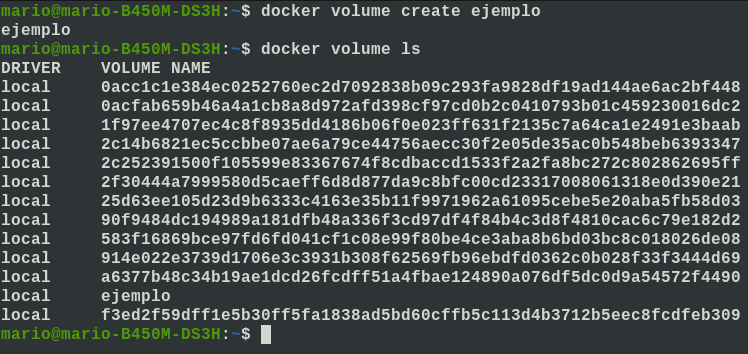 mario@mario-B450M-DS3H:~$ docker volume create ejemplo
ejemplo
mario@mario-B450M-DS3H:~$ docker volume ls
DRIVER    VOLUME NAME
local     0acc1c1e384ec0252760ec2d7092838b09c293fa9828df19ad144ae6ac2bf448
local     0acfab659b46a4a1cb8a8d972afd398cf97cd0b2c0410793b01c459230016dc2
local     1f97ee4707ec4c8f8935dd4186b06f0e023ff631f2135c7a64ca1e2491e3baab
local     2c14b6821ec5ccbbe07ae6a79ce44756aecc30f2e05de35ac0b548beb6393347
local     2c252391500f105599e83367674f8cdbaccd1533f2a2fa8bc272c802862695ff
local     2f30444a7999580d5caeff6d8d877da9c8bfc00cd23317008061318e0d390e21
local     25d63ee105d23d9b6333c4163e35b11f9971962a61095cebe5e20aba5fb58d03
local     90f9484dc194989a181dfb48a336f3cd97df4f84b4c3d8f4810cac6c79e182d2
local     583f16869bce97fd6fd041cf1c08e99f80be4ce3aba8b6bd03bc8c018026de08
local     914e022e3739d1706e3c3931b308f62569fb96ebdfd0362c0b028f33f3444d69
local     a6377b48c34b19ae1dcd26fcdff51a4fbae124890a076df5dc0d9a54572f4490
local     ejemplo
local     f3ed2f59dff1e5b30ff5fa1838ad5bd60cffb5c113d4b3712b5eec8fcdfeb309
mario@mario-B450M-DS3H:~$